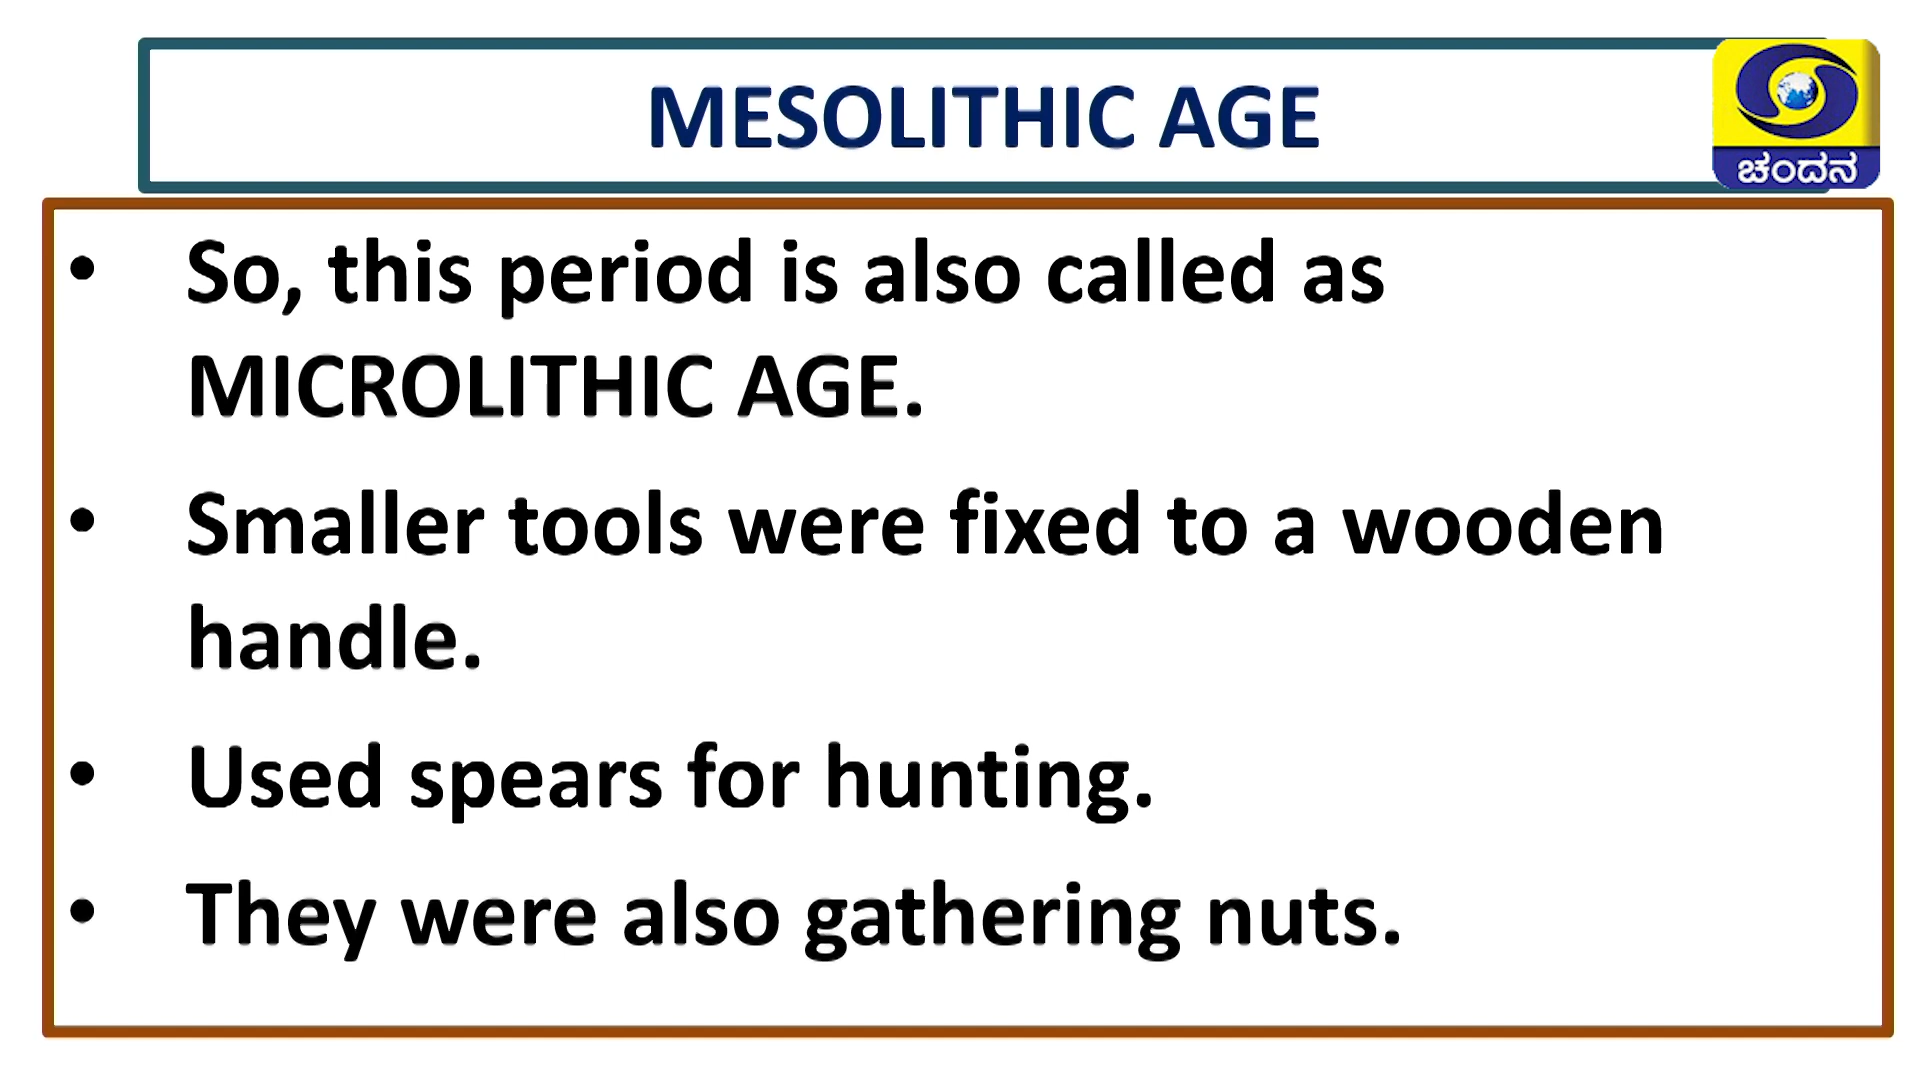 MESOLITHIC AGE
ಚಂದನ
• So, this period is also called as
MICROLITHIC AGE.
• Smaller tools were fixed to a wooden
handle.
• Used spears for hunting.
• They were also gathering nuts.